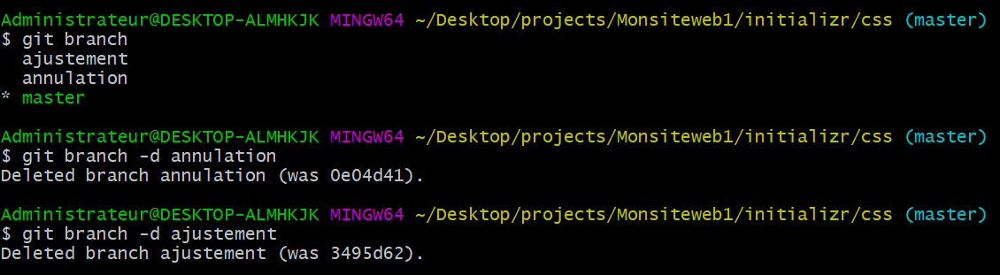 Administrateur@DESKTOP-ALMHKJK MINGW64 ~/Desktop/projects/Monsiteweb1/initializr/css (master)
$ git branch
  ajustement
  annulation
* master

Administrateur@DESKTOP-ALMHKJK MINGW64 ~/Desktop/projects/Monsiteweb1/initializr/css (master)
$ git branch -d annulation
Deleted branch annulation (was 0e04d41).

Administrateur@DESKTOP-ALMHKJK MINGW64 ~/Desktop/projects/Monsiteweb1/initializr/css (master)
$ git branch -d ajustement
Deleted branch ajustement (was 3495d62).